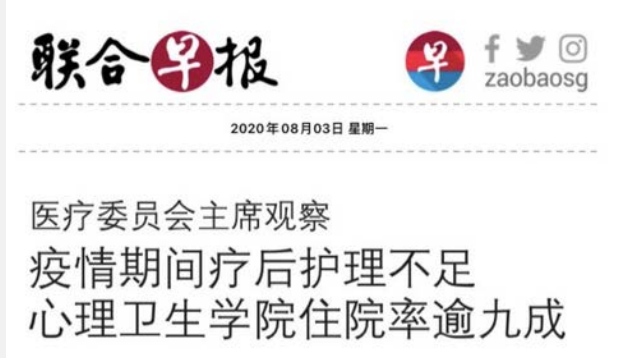 联合早报
早
zaobaosg
2020年08月03日 星期一
医疗委员会主席观察
疫情期间疗后护理不足
心理卫生学院住院率逾九成